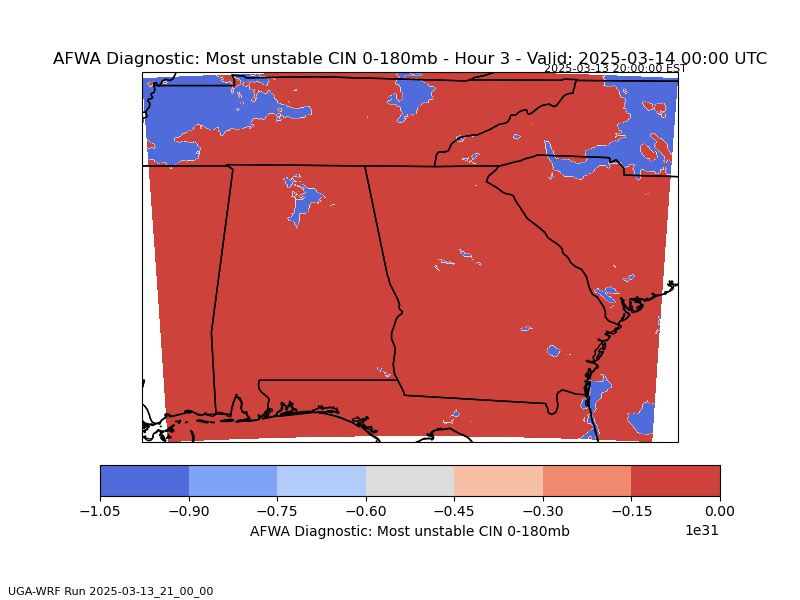 AFWA Diagnostic: Most unstable CIN 0-180mb - Hour 3 - Valid: 2025-03-14 00:00 UTC
2025-03-13 20:00:00 EST
−1.05 −0.90 −0.75 −0.60 −0.45 −0.30 −0.15 0.00
AFWA Diagnostic: Most unstable CIN 0-180mb
1e31
UGA-WRF Run 2025-03-13_21_00_00